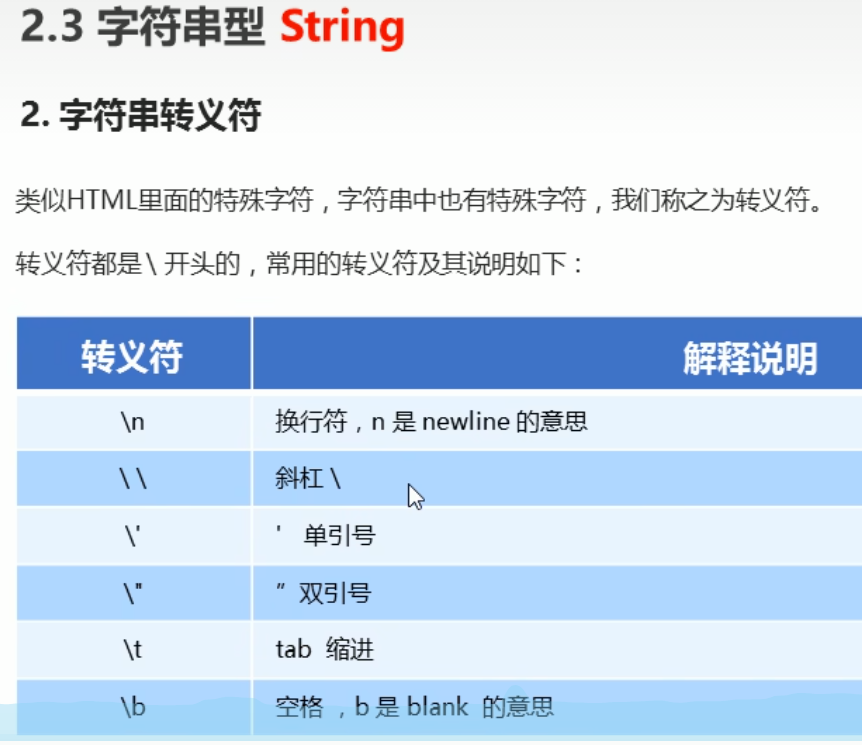 2.3 字符串型 String
2. 字符串转义符
类似HTML里面的特殊字符，字符串中也有特殊字符，我们称之为转义符。
转义符都是 \ 开头的，常用的转义符及其说明如下：
转义符 解释说明
\n 换行符，n 是 newline 的意思
\ \ 斜杠 \
\' ' 单引号
\" ” 双引号
\t tab 缩进
\b 空格 ，b 是 blank 的意思